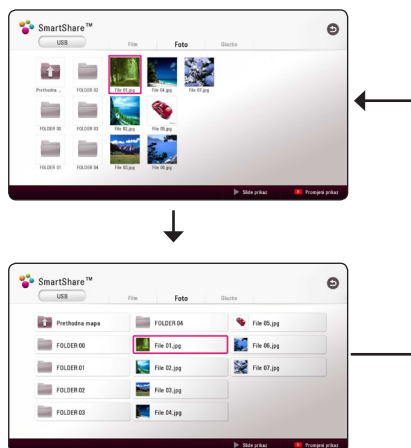 SmartShare™
USB Film Foto Glazba
Prethodna ... FOLDER 02 File 01.jpg File 04.jpg File 07.jpg
FOLDER 00 FOLDER 03 File 02.jpg File 05.jpg
FOLDER 01 FOLDER 04 File 03.jpg File 06.jpg
Slide prikaz Promjeni prikaz
SmartShare™
USB Film Foto Glazba
Prethodna mapa FOLDER 04 File 05.jpg
FOLDER 00 File 01.jpg File 06.jpg
FOLDER 01 File 02.jpg File 07.jpg
FOLDER 02 File 03.jpg
FOLDER 03 File 04.jpg
Slide prikaz Promjeni prikaz